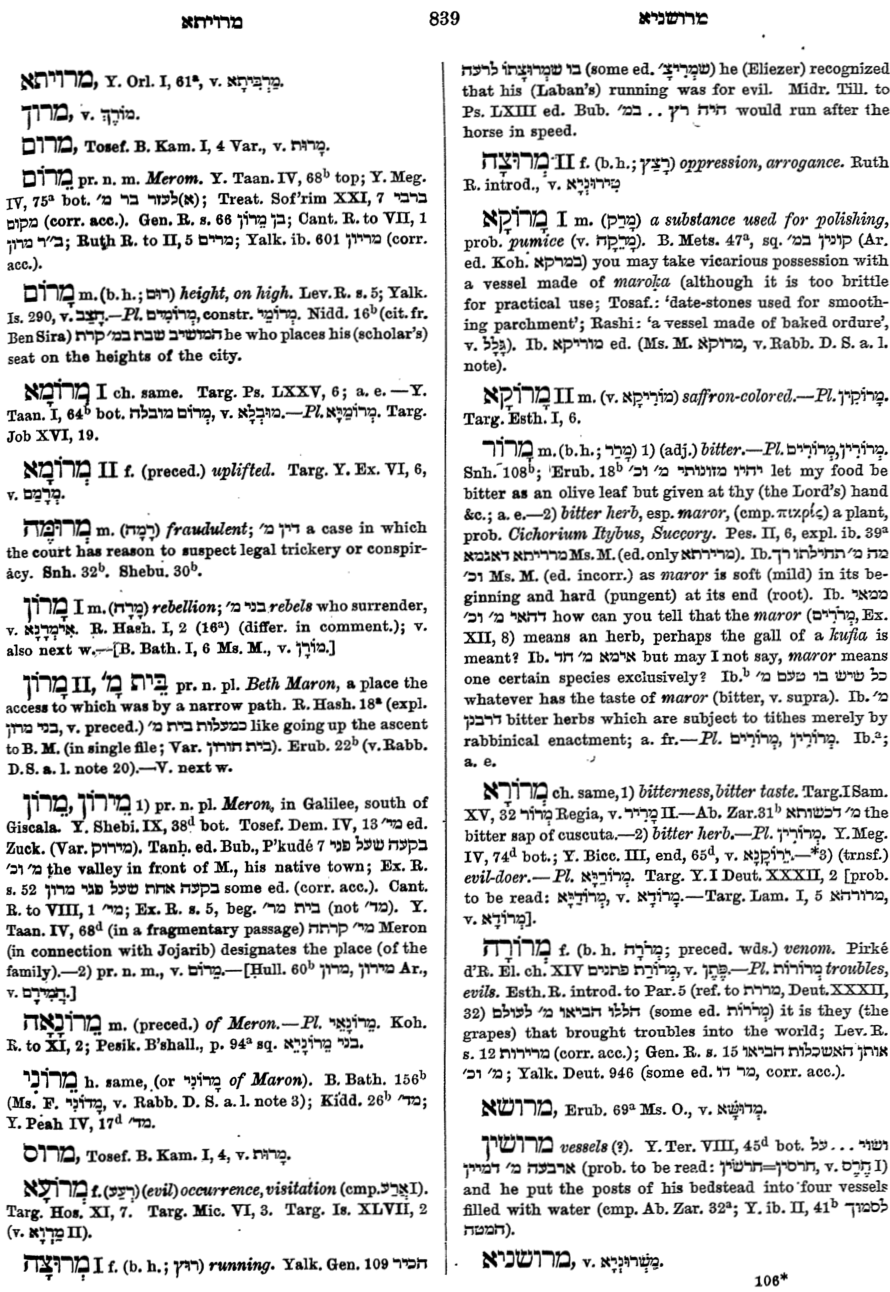 מרויתא 839 מרושניא
מרויתא, Y. Orl. I, 61ᵃ, v. מַרְבִּיתָא.
מרוך, v. מוֹרֶךְ.
מרום, Tosef. B. Kam. I, 4 Var., v. מָרוּת.
מֵרוֹם pr. n. m. Merom. Y. Taan. IV, 68ᵇ top; Y. Meg.
IV, 75ᵃ bot. א)לעזר בר מ׳); Treat. Sof'rim XXI, 7 ברבי
מקום (corr. acc.). Gen. R. s. 66 בן מֵרוֹן; Cant. R. to VII, 1
ב״ר מרון; Ruth R. to II, 5 מריס; Yalk. ib. 601 מריון (corr.
acc.).
מָרוֹם m. (b. h.; רום) height, on high. Lev. R. s. 5; Yalk.
Is. 290, v. חָצַב.—Pl. מְרוֹמִים, constr. מְרוֹמֵי. Nidd. 16ᵇ (cit. fr.
Ben Sira) המושיב שבת במ׳ קרת he who places his (scholar's)
seat on the heights of the city.
מָרוֹמָא I ch. same. Targ. Ps. LXXV, 6; a. e.—Y.
Taan. I, 64ᵇ bot. מרום מובלה, v. מוּבְלָא.—Pl. מְרוֹמַיָּא. Targ.
Job XVI, 19.
מְרוֹמָא II f. (preced.) uplifted. Targ. Y. Ex. VI, 6,
v. מְרָמַם.
מְרוּמֶּה m. (רָמָה) fraudulent; דין מ׳ a case in which
the court has reason to suspect legal trickery or conspir-
acy. Snh. 32ᵇ. Shebu. 30ᵇ.
מָרוֹן I m. (מָרָה) rebellion; בני מ׳ rebels who surrender,
v. אִימַּרְנָא. R. Hash. I, 2 (16ᵃ) (differ. in comment.); v.
also next w.—[B. Bath. I, 6 Ms. M., v. מוֹרָן.]
מָרוֹן II, בֵּית מָ׳ pr. n. pl. Beth Maron, a place the
access to which was by a narrow path. R. Hash. 18ᵃ (expl.
בני מרון, v. preced.) כמעלות בית מ׳ like going up the ascent
to B. M. (in single file; Var. בית חורון). Erub. 22ᵇ (v. Rabb.
D. S. a. l. note 20).—V. next w.
מֵירוֹן, מֵרוֹן 1) pr. n. pl. Meron, in Galilee, south of
Giscala. Y. Shebi. IX, 38ᵈ bot. Tosef. Dem. IV, 13 מי׳ ed.
Zuck. (Var. מירוק). Tanḥ. ed. Bub., P'kudé 7 בקעה שעל פני
מ׳ וכ׳ the valley in front of M., his native town; Ex. R.
s. 52 בקעה אחת שעל פני מרון some ed. (corr. acc.). Cant.
R. to VIII, 1 מי׳; Ex. R. s. 5, beg. בית מר׳ (not מד׳). Y.
Taan. IV, 68ᵈ (in a fragmentary passage) מי׳ קרתה Meron
(in connection with Jojarib) designates the place (of the
family).—2) pr. n. m., v. מֵרוֹם.—[Ḥull. 60ᵇ מירון, מרון Ar.,
v. תְּמִירָם.]
מֵרוֹנָאָה m. (preced.) of Meron.—Pl. מֵרוֹנָאֵי. Koh.
R. to XI, 2; Pesik. B'shall., p. 94ᵃ sq. בני מֵרוֹנָיֵא.
מֵרוֹנִי h. same, (or מָרוֹנִי of Maron). B. Bath. 156ᵇ
(Ms. F. מַדוֹנִי, v. Rabb. D. S. a. l. note 3); Kidd. 26ᵇ מד׳;
Y. Peah IV, 17ᵈ מד׳.
מרוס, Tosef. B. Kam. I, 4, v. מָרוּת.
מְרוֹעָא f. (רְעַע) (evil) occurrence, visitation (cmp. אֲרַע I).
Targ. Hos. XI, 7. Targ. Mic. VI, 3. Targ. Is. XLVII, 2
(v. מַרְוָא II).
מְרוּצָה I f. (b. h.; רוּץ) running. Yalk. Gen. 109 הכיר
בו שמרוצתו לרעה (some ed. שמריצ׳) he (Eliezer) recognized
that his (Laban's) running was for evil. Midr. Till. to
Ps. LXIII ed. Bub. היה רץ .. במ׳ would run after the
horse in speed.
מְרוּצָה II f. (b. h.; רָצַץ) oppression, arrogance. Ruth
R. introd., v. טִירוֹנְיָא.
מָרוֹקָא I m. (מָרַק) a substance used for polishing,
prob. pumice (v. מְרָקָה). B. Mets. 47ᵃ, sq. קונין במ׳ (Ar.
ed. Koh. במרקא) you may take vicarious possession with
a vessel made of maroḳa (although it is too brittle
for practical use; Tosaf.: 'date-stones used for smooth-
ing parchment'; Rashi: 'a vessel made of baked ordure',
v. גָּלָל). Ib. מוריקא ed. (Ms. M. מרוקא, v. Rabb. D. S. a. l.
note).
מָרוֹקָא II m. (v. מוֹרִיקָא) saffron-colored.—Pl. מָרוֹקִין.
Targ. Esth. I, 6.
מָרוֹר m. (b. h.; מָרַר) 1) (adj.) bitter.—Pl. מְרוֹרִים, מְרוֹרִין.
Snh. 108ᵇ; Erub. 18ᵇ יהיו מזונותי מ׳ וכ׳ let my food be
bitter as an olive leaf but given at thy (the Lord's) hand
&c.; a. e.—2) bitter herb, esp. maror, (cmp. πικρίς) a plant,
prob. Cichorium Itybus, Succory. Pes. II, 6, expl. ib. 39ᵃ
מרריתא דאגמא Ms. M. (ed. only מרירתא). Ib. מה מ׳ תחילתו רך
וכ׳ Ms. M. (ed. incorr.) as maror is soft (mild) in its be-
ginning and hard (pungent) at its end (root). Ib. ממאי
דהאי מ׳ וכ׳ how can you tell that the maror (מְרוֹרִים, Ex.
XII, 8) means an herb, perhaps the gall of a kufia is
meant? Ib. אימא מ׳ חד but may I not say, maror means
one certain species exclusively? Ib.ᵇ כל שיש בו טעם מ׳
whatever has the taste of maror (bitter, v. supra). Ib. מ׳
דרבנן bitter herbs which are subject to tithes merely by
rabbinical enactment; a. fr.—Pl. מְרוֹרִים, מְרוֹרִין. Ib.ᵃ;
a. e.
מְרוֹרָא ch. same, 1) bitterness, bitter taste. Targ. I Sam.
XV, 32 מְרוֹר Regia, v. מָרִיר II.—Ab. Zar. 31ᵇ מ׳ דכשותא the
bitter sap of cuscuta.—2) bitter herb.—Pl. מְרוֹרִין. Y. Meg.
IV, 74ᵈ bot.; Y. Bicc. III, end, 65ᵈ, v. יַרְקוֹנָא.—*3) (trnsf.)
evil-doer.—Pl. מְרוֹרַיָּא. Targ. Y. I Deut. XXXII, 2 [prob.
to be read: מְרוֹדַיָּא, v. מָרוֹדָא.—Targ. Lam. I, 5 מרורהא,
v. מְרוֹדָא].
מְרוֹרָה f. (b. h. מְרֹרָה; preced. wds.) venom. Pirké
d'R. El. ch. XIV מְרוֹרַת פתנים, v. פֶּתֶן.—Pl. מְרוֹרוֹת troubles,
evils. Esth. R. introd. to Par. 5 (ref. to מררת, Deut. XXXII,
32) הללו הביאו מ׳ לעולם (some ed. מְרֹרוֹת) it is they (the
grapes) that brought troubles into the world; Lev. R.
s. 12 מרירות (corr. acc.); Gen. R. s. 15 אותן האשכלות הביאו
מ׳ וכ׳; Yalk. Deut. 946 (some ed. מר דו, corr. acc.).
מרושא, Erub. 69ᵃ Ms. O., v. מְדוּשָּׁא.
מרושין vessels (?). Y. Ter. VIII, 45ᵈ bot. ושוי ... על
ארבעה מ׳ דמיין (prob. to be read: חרסין=חרשין, v. חֶרֶס I)
and he put the posts of his bedstead into four vessels
filled with water (cmp. Ab. Zar. 32ᵃ; Y. ib. II, 41ᵇ לסמוך
המטה).
מרושניא, v. מַשְׁרוּנְיָא.
106*